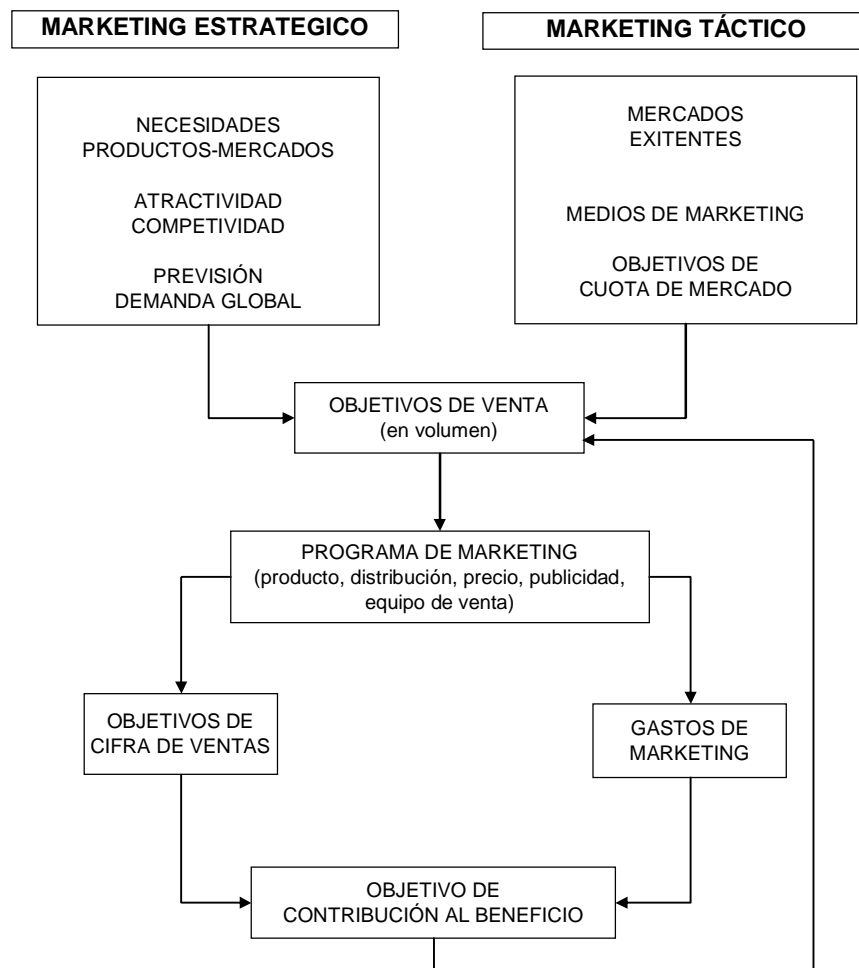 MARKETING ESTRATEGICO
MARKETING TÁCTICO
NECESIDADES
PRODUCTOS-MERCADOS
ATRACTIVIDAD
COMPETIVIDAD
PREVISIÓN
DEMANDA GLOBAL
MERCADOS
EXITENTES
MEDIOS DE MARKETING
OBJETIVOS DE
CUOTA DE MERCADO
OBJETIVOS DE VENTA
(en volumen)
PROGRAMA DE MARKETING
(producto, distribución, precio, publicidad,
equipo de venta)
OBJETIVOS DE
CIFRA DE VENTAS
GASTOS DE
MARKETING
OBJETIVO DE
CONTRIBUCIÓN AL BENEFICIO